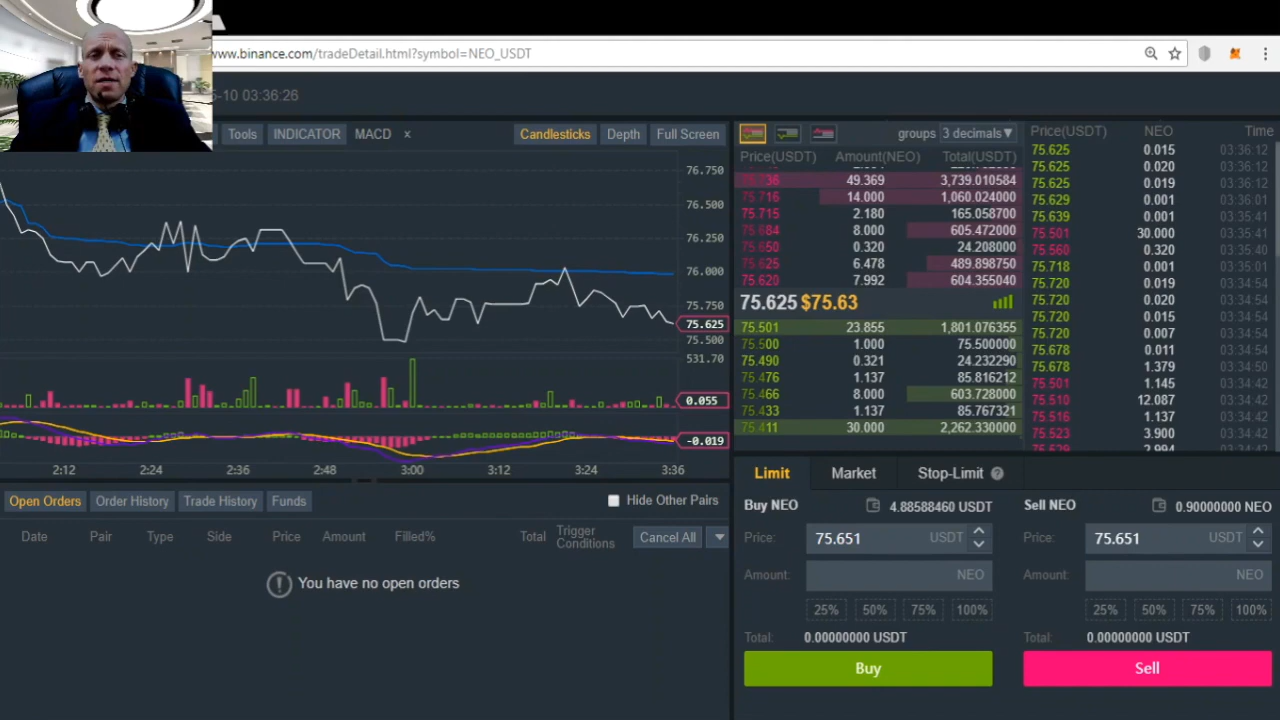 www.binance.com/tradeDetail.html?symbol=NEO_USDT
5-10 03:36:26
Tools INDICATOR MACD x Candlesticks Depth Full Screen
76.750
76.500
76.250
76.000
75.750
75.625
75.500
531.70
0.055
-0.019
2:12 2:24 2:36 2:48 3:00 3:12 3:24 3:36
groups 3 decimals▼
Price(USDT) Amount(NEO) Total(USDT)
75.736 49.369 3,739.010584
75.716 14.000 1,060.024000
75.715 2.180 165.058700
75.684 8.000 605.472000
75.650 0.320 24.208000
75.625 6.478 489.898750
75.620 7.992 604.355040
75.625 $75.63
75.501 23.855 1,801.076355
75.500 1.000 75.500000
75.490 0.321 24.232290
75.476 1.137 85.816212
75.466 8.000 603.728000
75.433 1.137 85.767321
75.411 30.000 2,262.330000
Price(USDT) NEO Time
75.625 0.015 03:36:12
75.625 0.020 03:36:12
75.625 0.019 03:36:12
75.629 0.001 03:36:12
75.639 0.001 03:35:41
75.501 30.000 03:35:41
75.560 0.320 03:35:40
75.718 0.001 03:35:01
75.720 0.019 03:34:54
75.720 0.020 03:34:54
75.720 0.015 03:34:54
75.720 0.007 03:34:54
75.678 0.011 03:34:54
75.678 1.379 03:34:50
75.501 1.145 03:34:42
75.510 12.087 03:34:42
75.516 1.137 03:34:42
75.523 3.900 03:34:42
Open Orders Order History Trade History Funds Hide Other Pairs
Date Pair Type Side Price Amount Filled% Total Trigger Conditions Cancel All
You have no open orders
Limit Market Stop-Limit ?
Buy NEO 4.88588460 USDT
Price: 75.651 USDT
Amount: NEO
25% 50% 75% 100%
Total: 0.00000000 USDT
Buy
Sell NEO 0.90000000 NEO
Price: 75.651 USDT
Amount: NEO
25% 50% 75% 100%
Total: 0.00000000 USDT
Sell